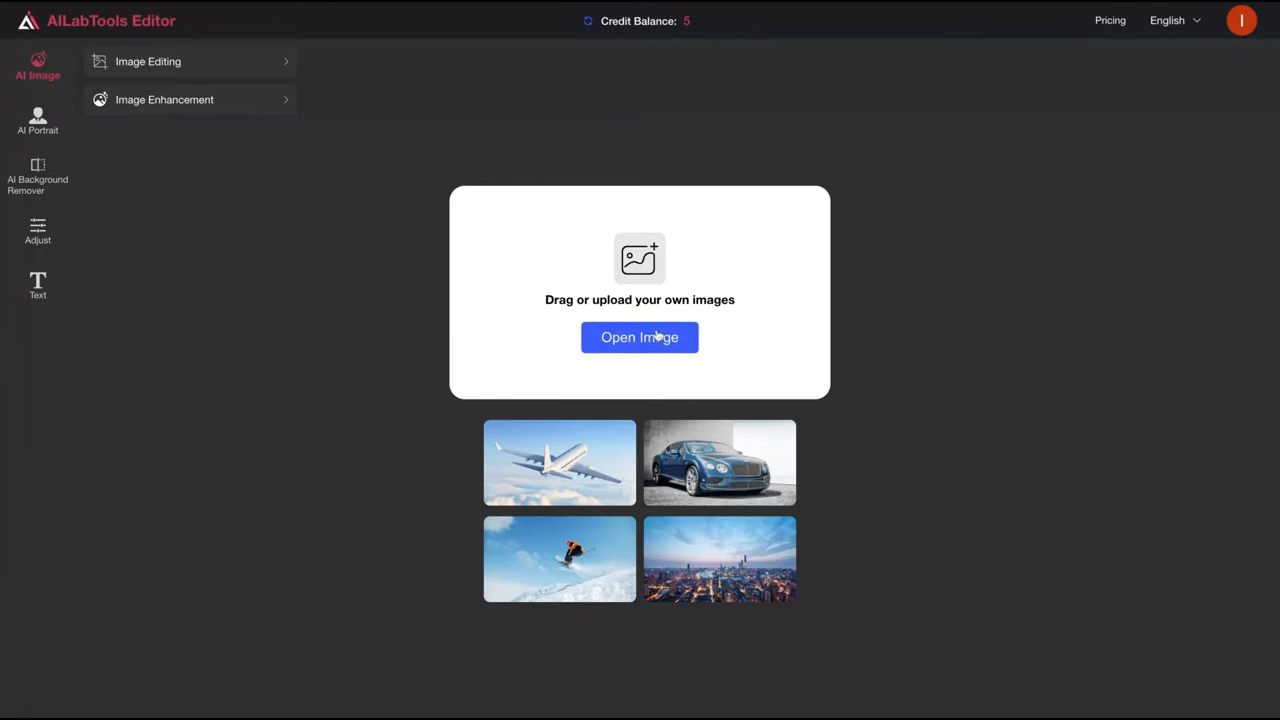 AILabTools Editor
Credit Balance: 5
Pricing
English
I
AI Image
AI Portrait
AI Background
Remover
Adjust
T
Text
Image Editing
Image Enhancement
Drag or upload your own images
Open Image